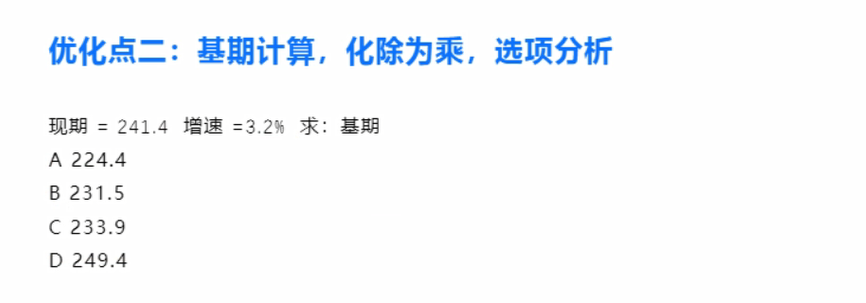 优化点二：基期计算，化除为乘，选项分析
现期 = 241.4 增速 =3.2% 求：基期
A 224.4
B 231.5
C 233.9
D 249.4